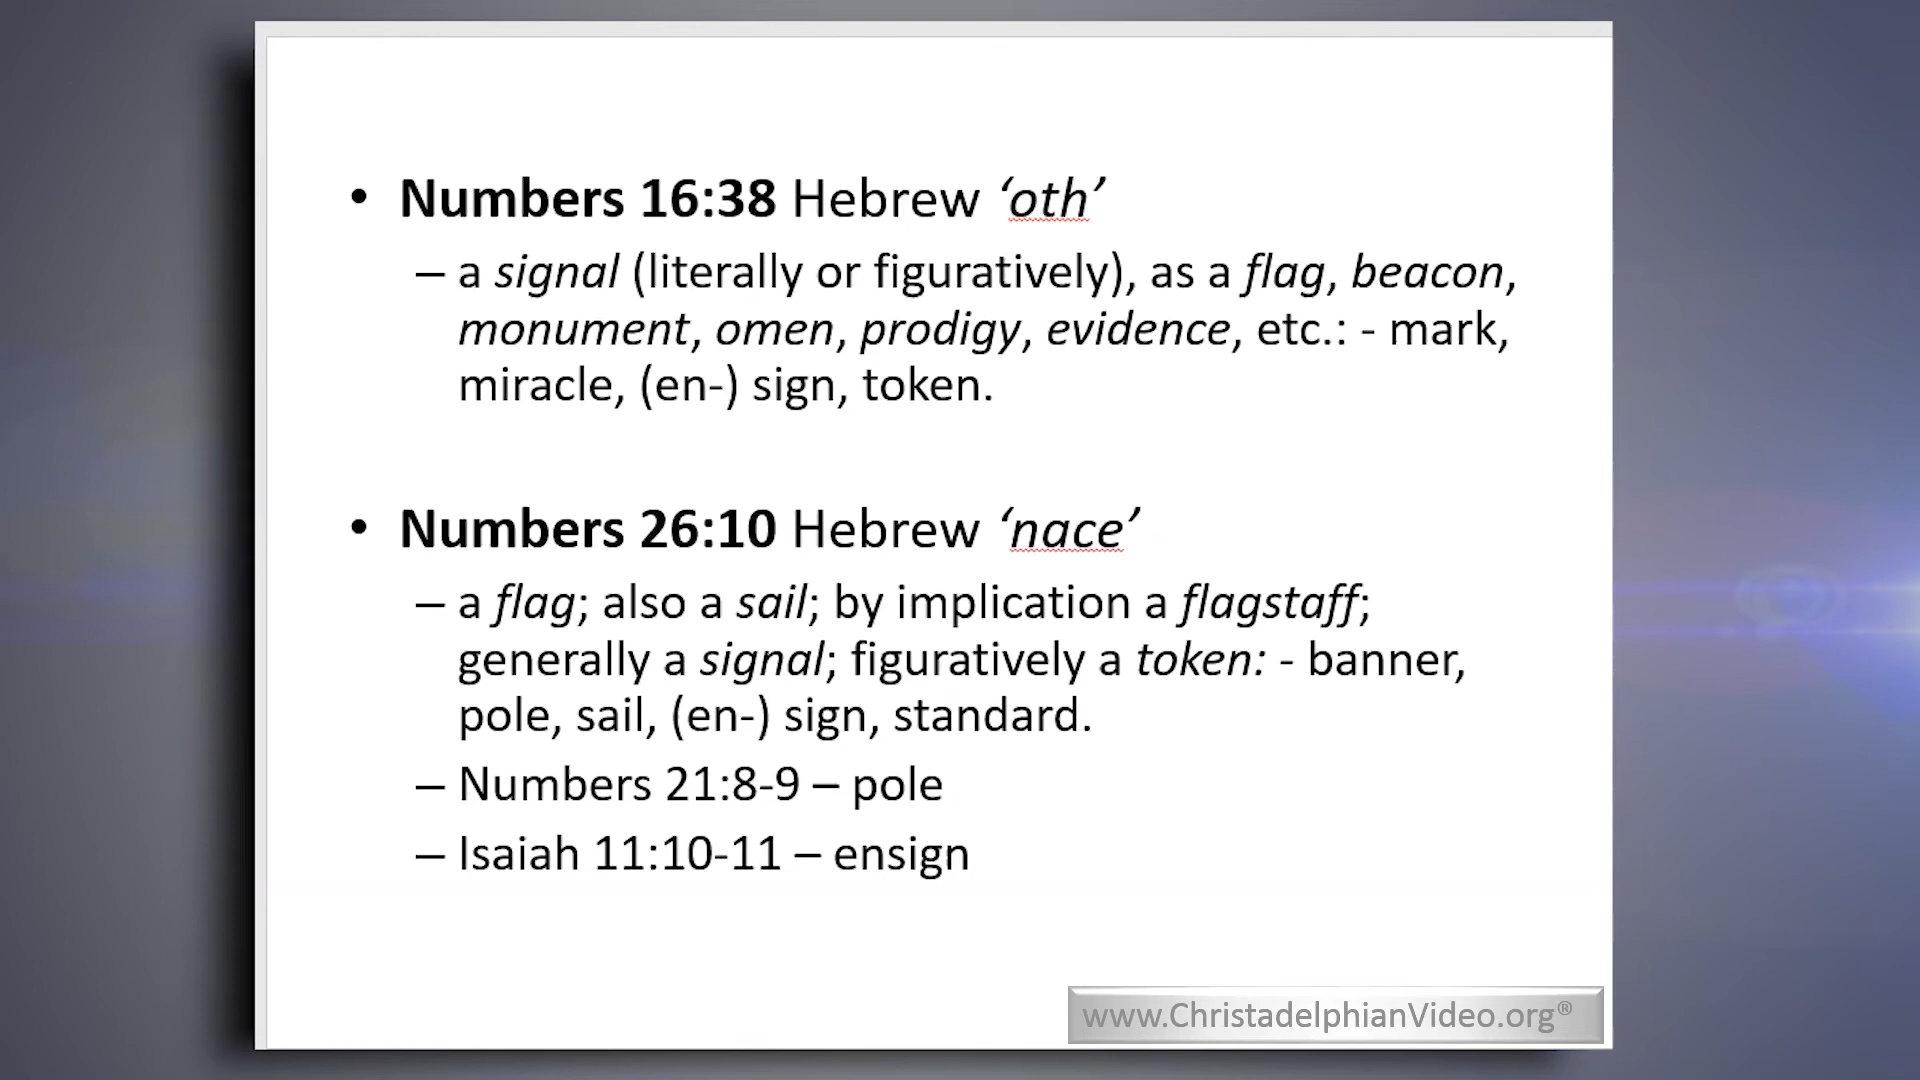 • Numbers 16:38 Hebrew ‘oth’
– a signal (literally or figuratively), as a flag, beacon,
monument, omen, prodigy, evidence, etc.: - mark,
miracle, (en-) sign, token.
• Numbers 26:10 Hebrew ‘nace’
– a flag; also a sail; by implication a flagstaff;
generally a signal; figuratively a token: - banner,
pole, sail, (en-) sign, standard.
– Numbers 21:8-9 – pole
– Isaiah 11:10-11 – ensign
www.ChristadelphianVideo.org®